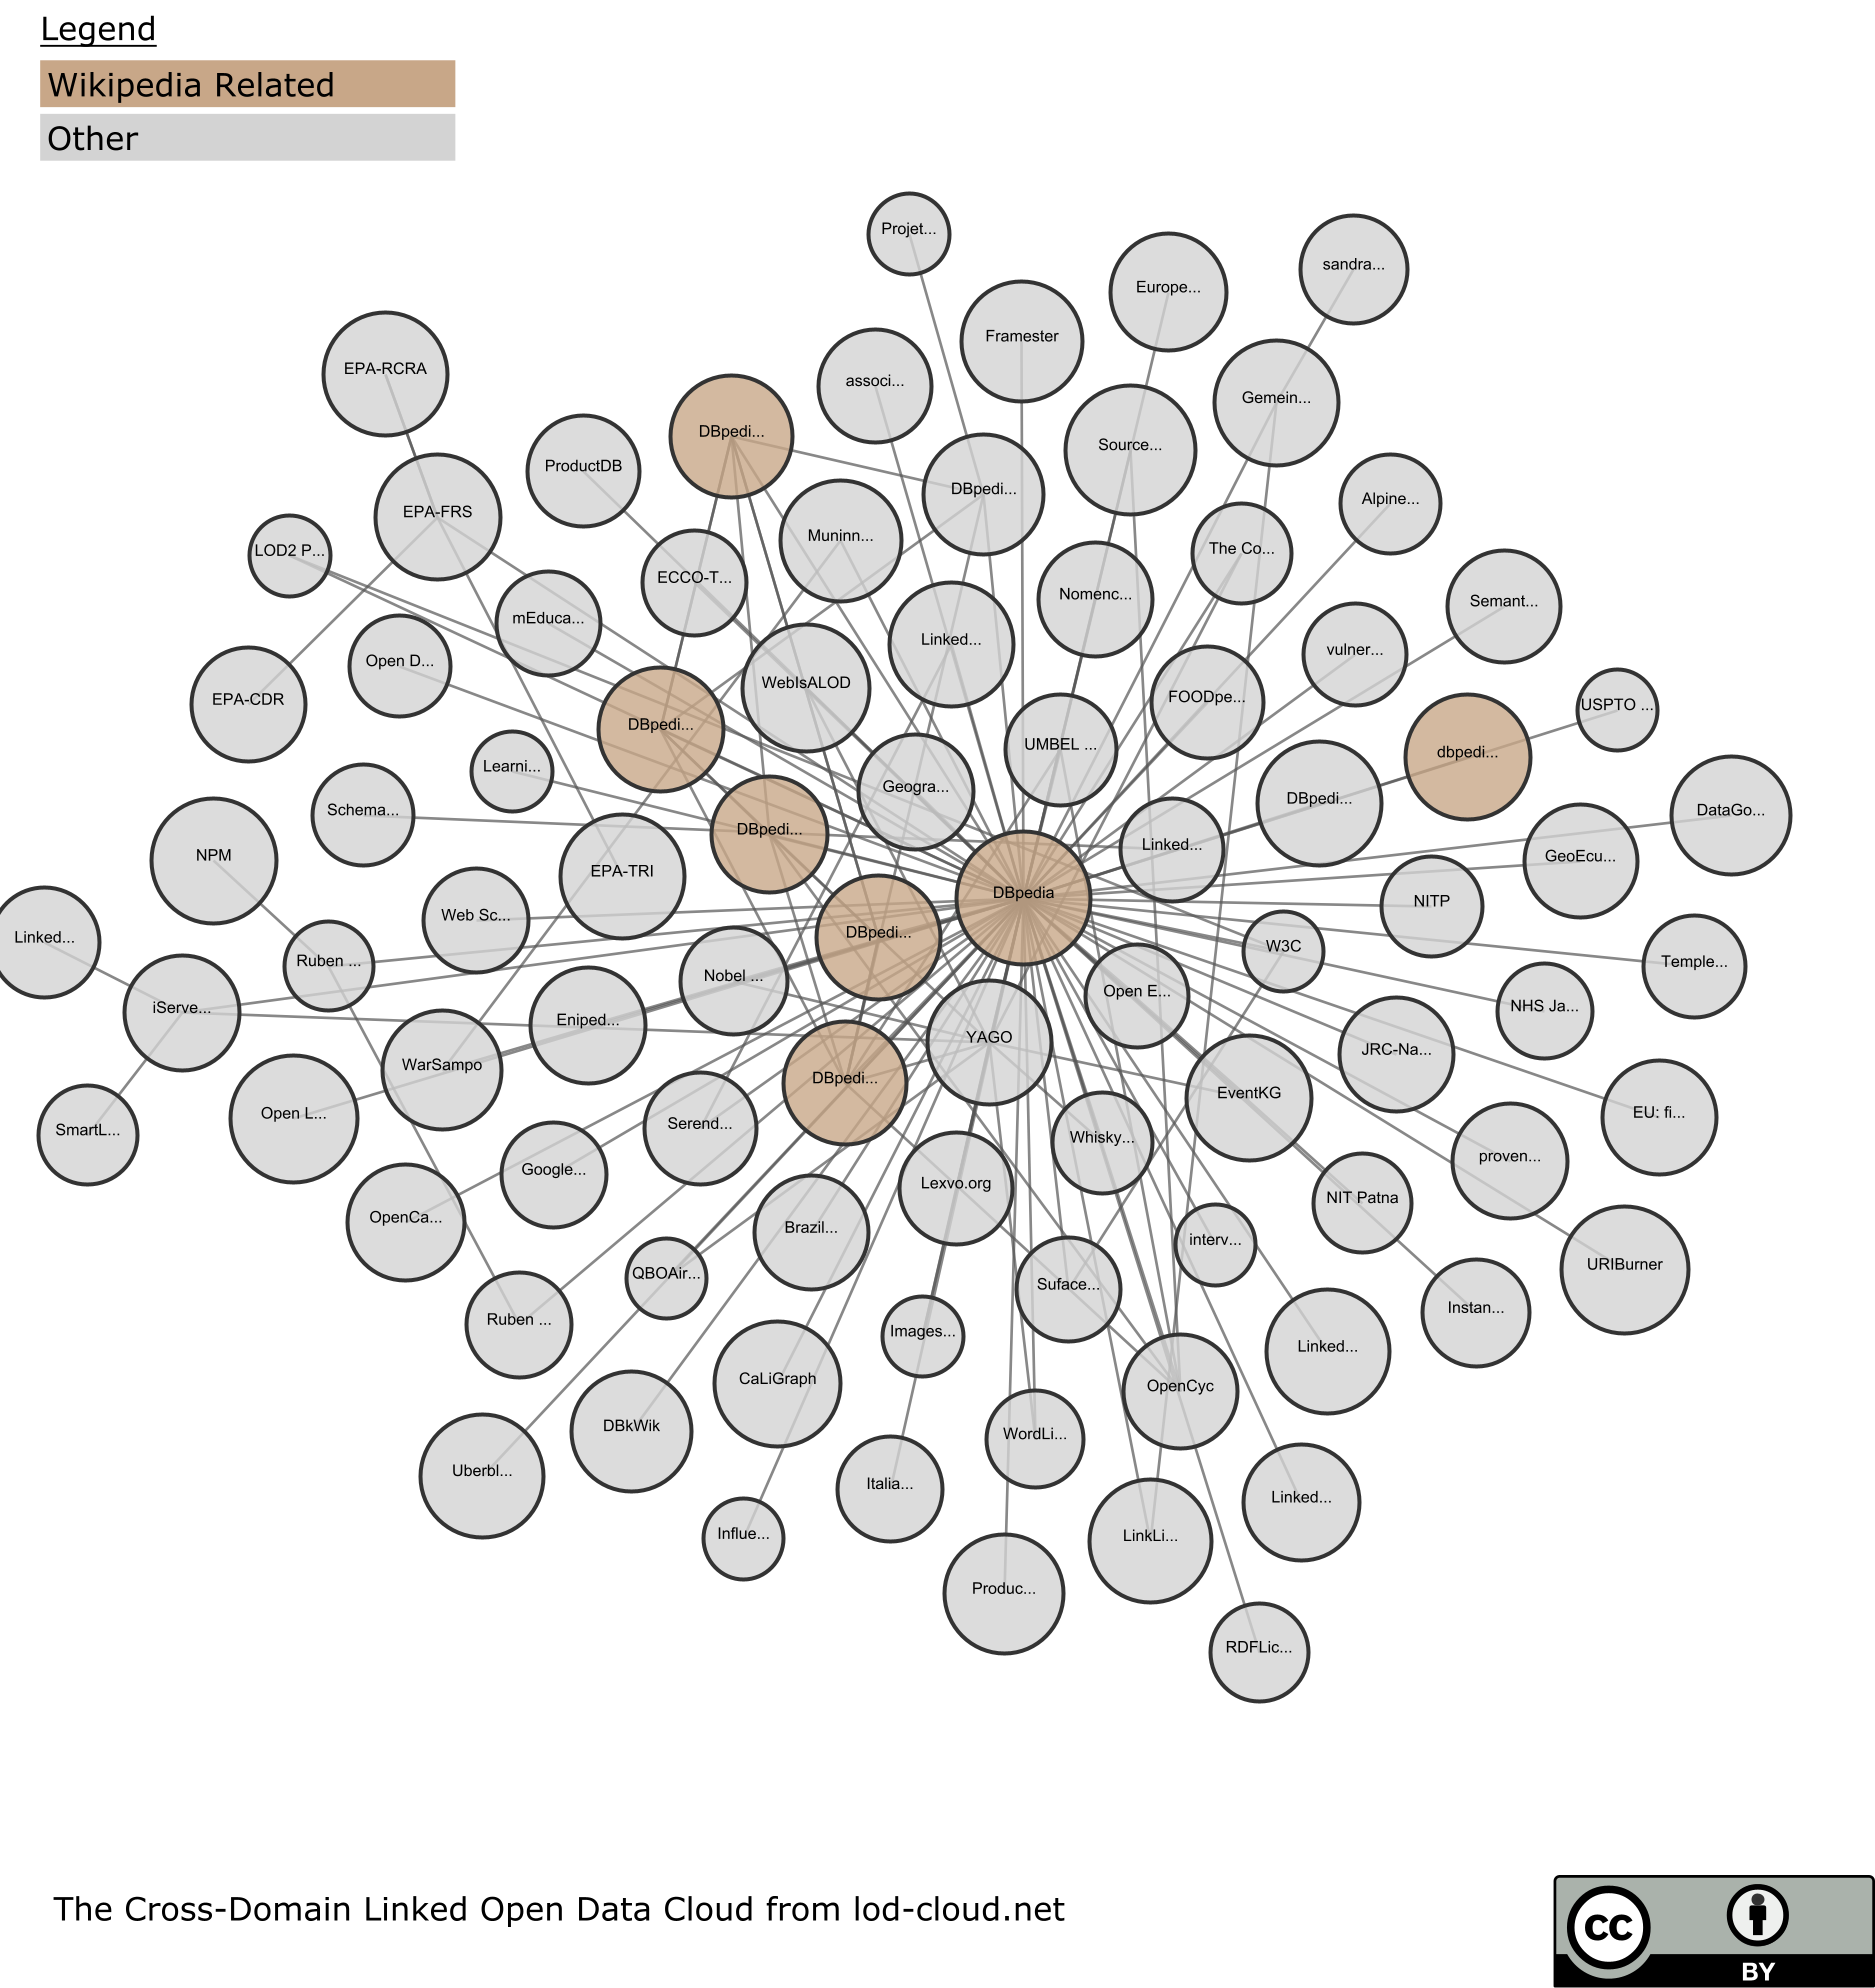 Legend
Wikipedia Related
Other
Projet...
sandra...
Europe...
Framester
EPA-RCRA
associ...
Gemein...
DBpedi...
Source...
ProductDB
DBpedi...
Alpine...
EPA-FRS
Muninn...
LOD2 P...
The Co...
ECCO-T...
Nomenc...
Semant...
mEduca...
Linked...
vulner...
Open D...
WebIsALOD
EPA-CDR
FOODpe...
USPTO ...
DBpedi...
UMBEL ...
dbpedi...
Learni...
Geogra...
DBpedi...
Schema...
DataGo...
DBpedi...
Linked...
NPM
GeoEcu...
EPA-TRI
DBpedia
NITP
Web Sc...
DBpedi...
Linked...
W3C
Ruben ...
Temple...
Nobel ...
Open E...
iServe...
NHS Ja...
Eniped...
YAGO
JRC-Na...
WarSampo
DBpedi...
EventKG
Open L...
EU: fi...
SmartL...
Serend...
Whisky...
proven...
Google...
Lexvo.org
NIT Patna
OpenCa...
Brazil...
interv...
URIBurner
QBOAir...
Suface...
Instan...
Ruben ...
Images...
Linked...
CaLiGraph
OpenCyc
DBkWik
WordLi...
Uberbl...
Italia...
Linked...
Influe...
LinkLi...
Produc...
RDFLic...
The Cross-Domain Linked Open Data Cloud from lod-cloud.net
cc
BY